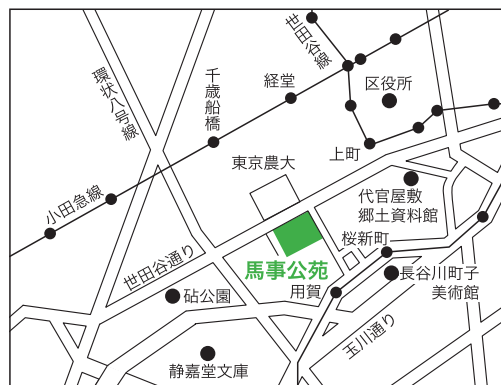 世田谷線
環状八号線
千歳船橋
経堂
区役所
東京農大
上町
小田急線
代官屋敷
郷土資料館
世田谷通り
桜新町
馬事公苑
砧公園
用賀
長谷川町子
美術館
玉川通り
静嘉堂文庫